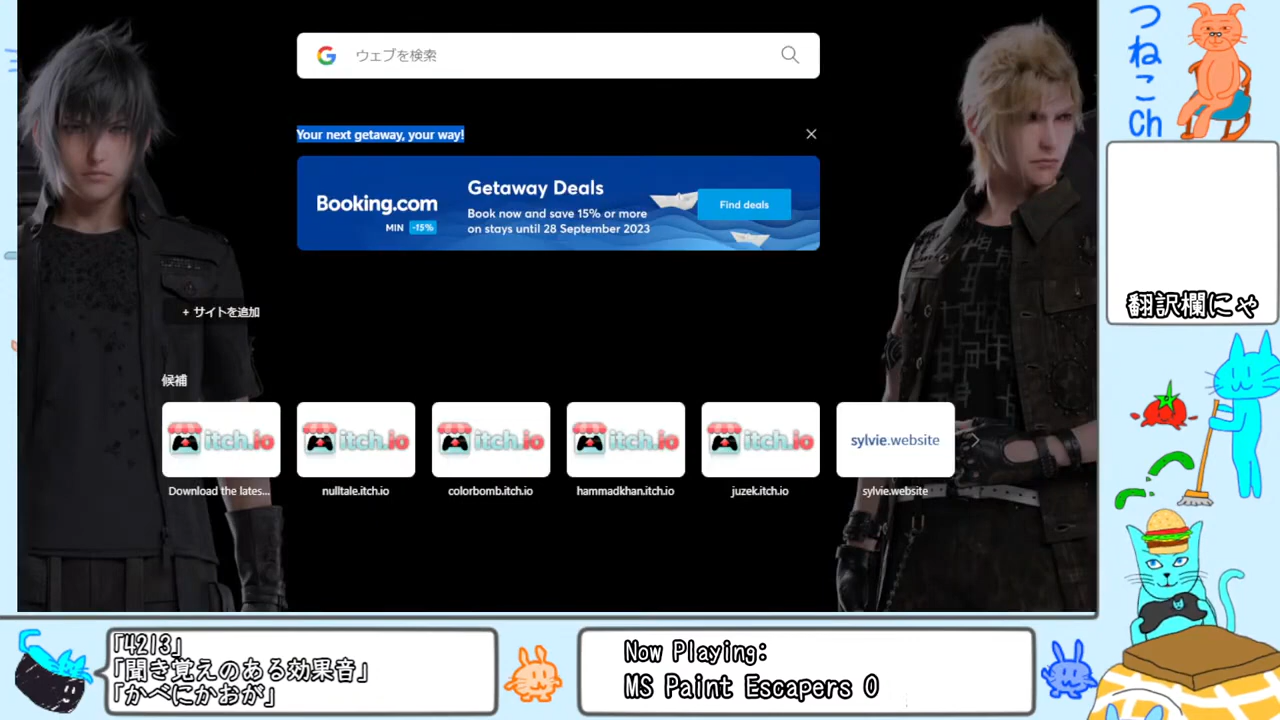 ウェブを検索
Your next getaway, your way!
Booking.com
MIN -15%
Getaway Deals
Book now and save 15% or more
on stays until 28 September 2023
Find deals
+ サイトを追加
候補
itch.io
itch.io
itch.io
itch.io
itch.io
sylvie.website
Download the lates...
nulltale.itch.io
colorbomb.itch.io
hammadkhan.itch.io
juzek.itch.io
sylvie.website
つねこCh
翻訳欄にゃ
「4213」
「聞き覚えのある効果音」
「かべにかおが」
Now Playing:
MS Paint Escapers 0